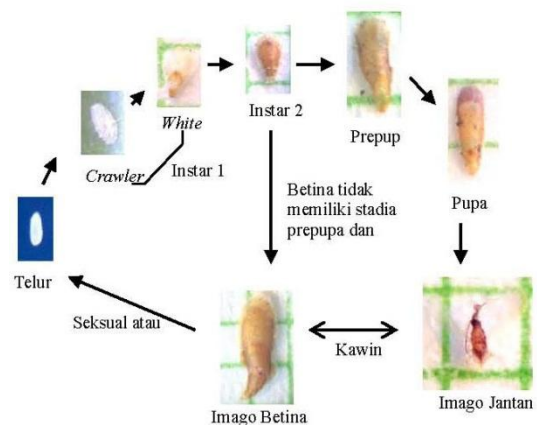 White
Instar 2
Prepup
Crawler
Instar 1
Betina tidak
memiliki stadia
prepupa dan
Pupa
Telur
Seksual atau
Kawin
Imago Betina
Imago Jantan